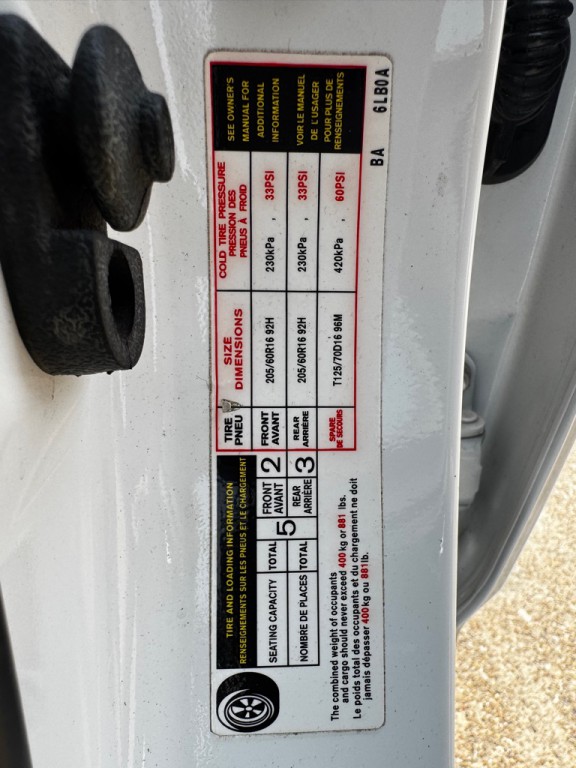 TIRE AND LOADING INFORMATION
RENSEIGNEMENTS SUR LES PNEUS ET LE CHARGEMENT
SEATING CAPACITY TOTAL 5 FRONT AVANT 2
NOMBRE DE PLACES TOTAL REAR ARRIÈRE 3
The combined weight of occupants
and cargo should never exceed 400 kg or 881 lbs.
Le poids total des occupants et du chargement ne doit
jamais dépasser 400 kg ou 881 lb.
TIRE PNEU SIZE DIMENSIONS COLD TIRE PRESSURE PRESSION DES PNEUS À FROID
FRONT AVANT 205/60R16 92H 230kPa , 33PSI
REAR ARRIÈRE 205/60R16 92H 230kPa , 33PSI
SPARE DE SECOURS T125/70D16 96M 420kPa , 60PSI
SEE OWNER'S
MANUAL FOR
ADDITIONAL
INFORMATION
VOIR LE MANUEL
DE L'USAGER
POUR PLUS DE
RENSEIGNEMENTS
BA 6LB0A